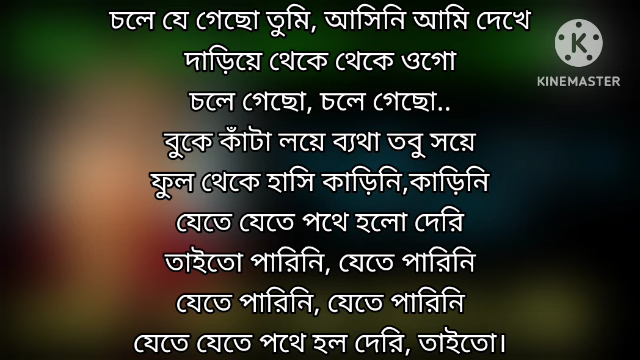 চলে যে গেছো তুমি, আসিনি আমি দেখে
দাড়িয়ে থেকে থেকে ওগো
চলে গেছো, চলে গেছো..
বুকে কাঁটা লয়ে ব্যথা তবু সয়ে
ফুল থেকে হাসি কাড়িনি,কাড়িনি
যেতে যেতে পথে হলো দেরি
তাইতো পারিনি, যেতে পারিনি
যেতে পারিনি, যেতে পারিনি
যেতে যেতে পথে হল দেরি, তাইতো।
K
KINEMASTER